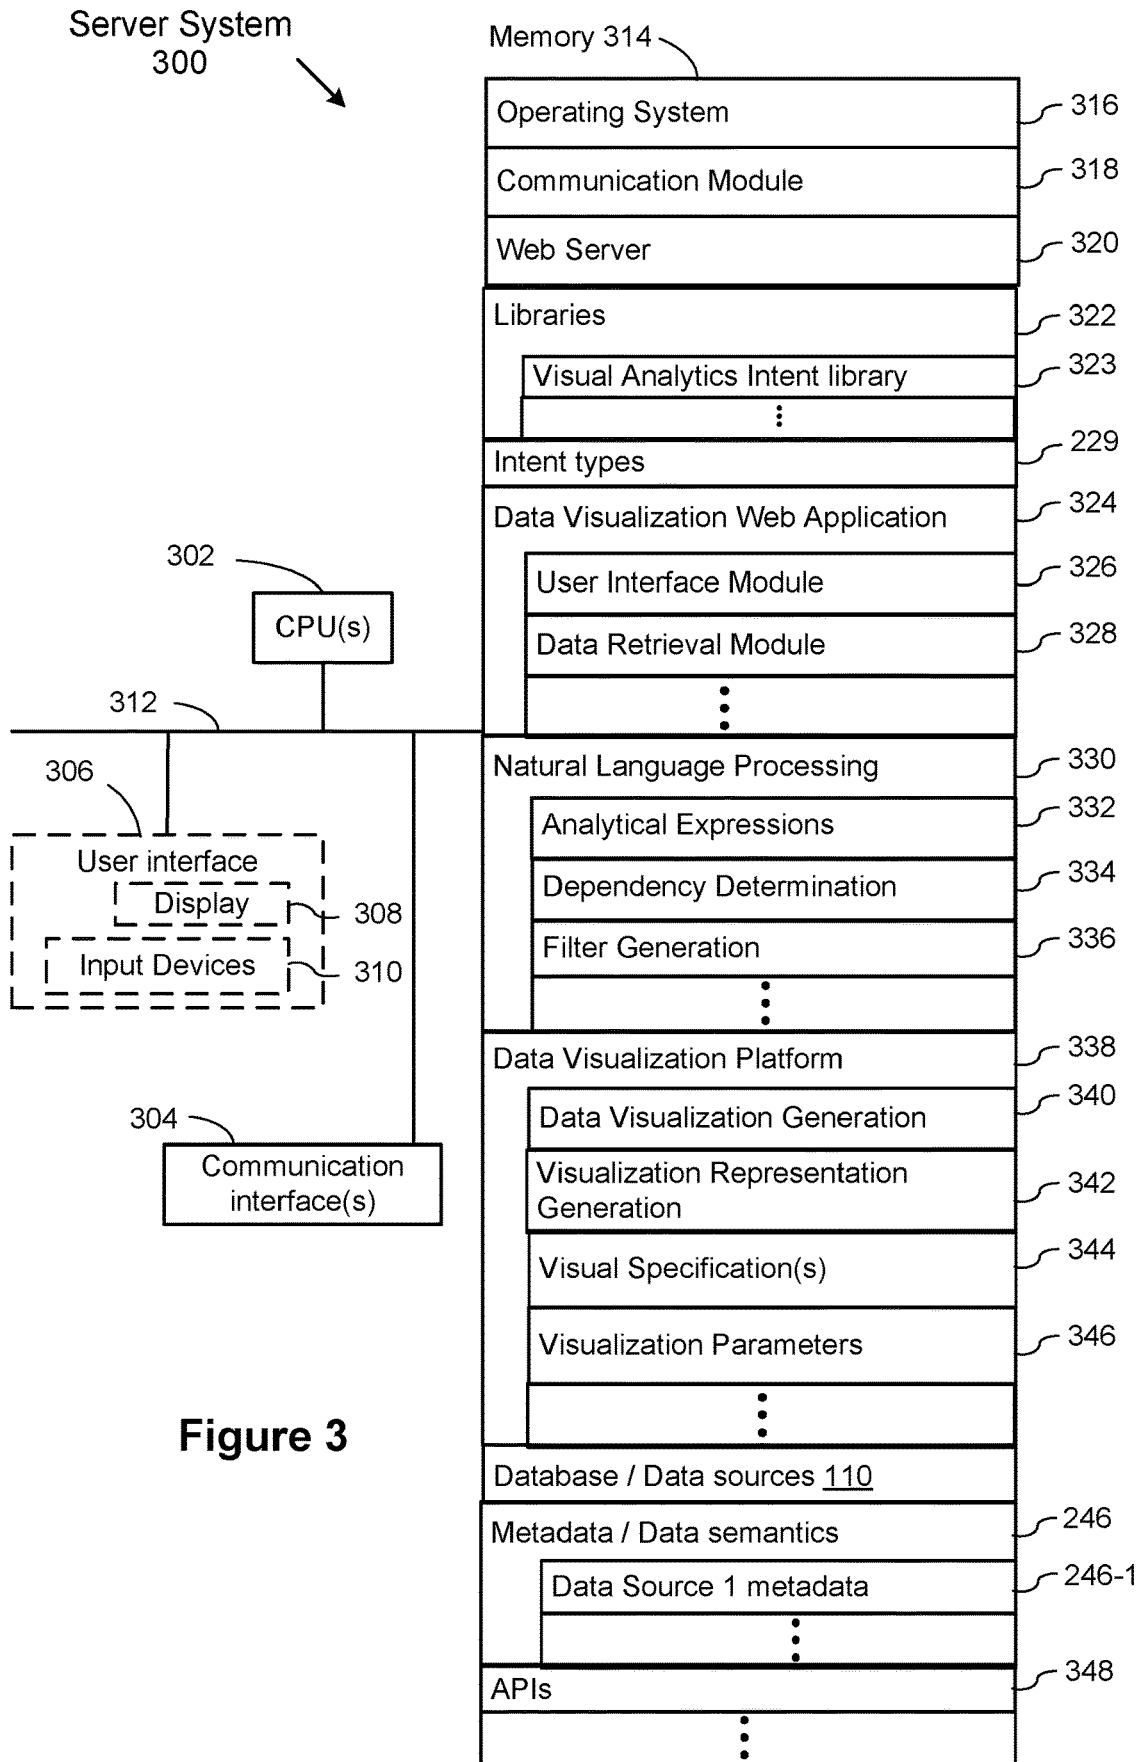 Server System
300
Memory 314
Operating System
316
Communication Module
318
Web Server
320
Libraries
322
Visual Analytics Intent library
323
Intent types
229
Data Visualization Web Application
324
User Interface Module
326
Data Retrieval Module
328
302
CPU(s)
312
Natural Language Processing
330
Analytical Expressions
332
Dependency Determination
334
Filter Generation
336
306
User interface
Display
308
Input Devices
310
Data Visualization Platform
338
Data Visualization Generation
340
Visualization Representation
Generation
342
Visual Specification(s)
344
Visualization Parameters
346
304
Communication
interface(s)
Figure 3
Database / Data sources 110
Metadata / Data semantics
246
Data Source 1 metadata
246-1
APIs
348